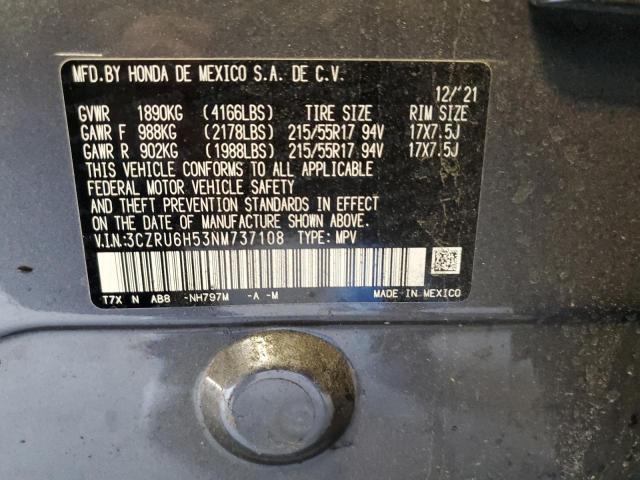 MFD.BY HONDA DE MEXICO S.A. DE C.V.
12/'21
GVWR 1890KG (4166LBS) TIRE SIZE RIM SIZE
GAWR F 988KG (2178LBS) 215/55R17 94V 17X7.5J
GAWR R 902KG (1988LBS) 215/55R17 94V 17X7.5J
THIS VEHICLE CONFORMS TO ALL APPLICABLE
FEDERAL MOTOR VEHICLE SAFETY
AND THEFT PREVENTION STANDARDS IN EFFECT
ON THE DATE OF MANUFACTURE SHOWN ABOVE.
V.I.N:3CZRU6H53NM737108 TYPE: MPV
T7X N AB8 -NH797M -A -M MADE IN MEXICO